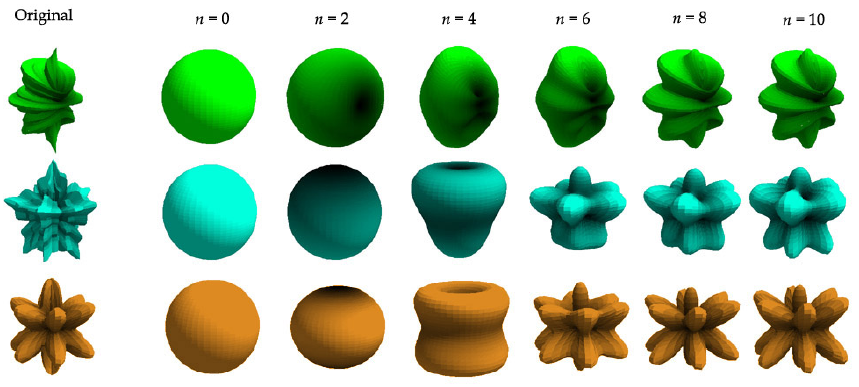 Original n = 0 n = 2 n = 4 n = 6 n = 8 n = 10